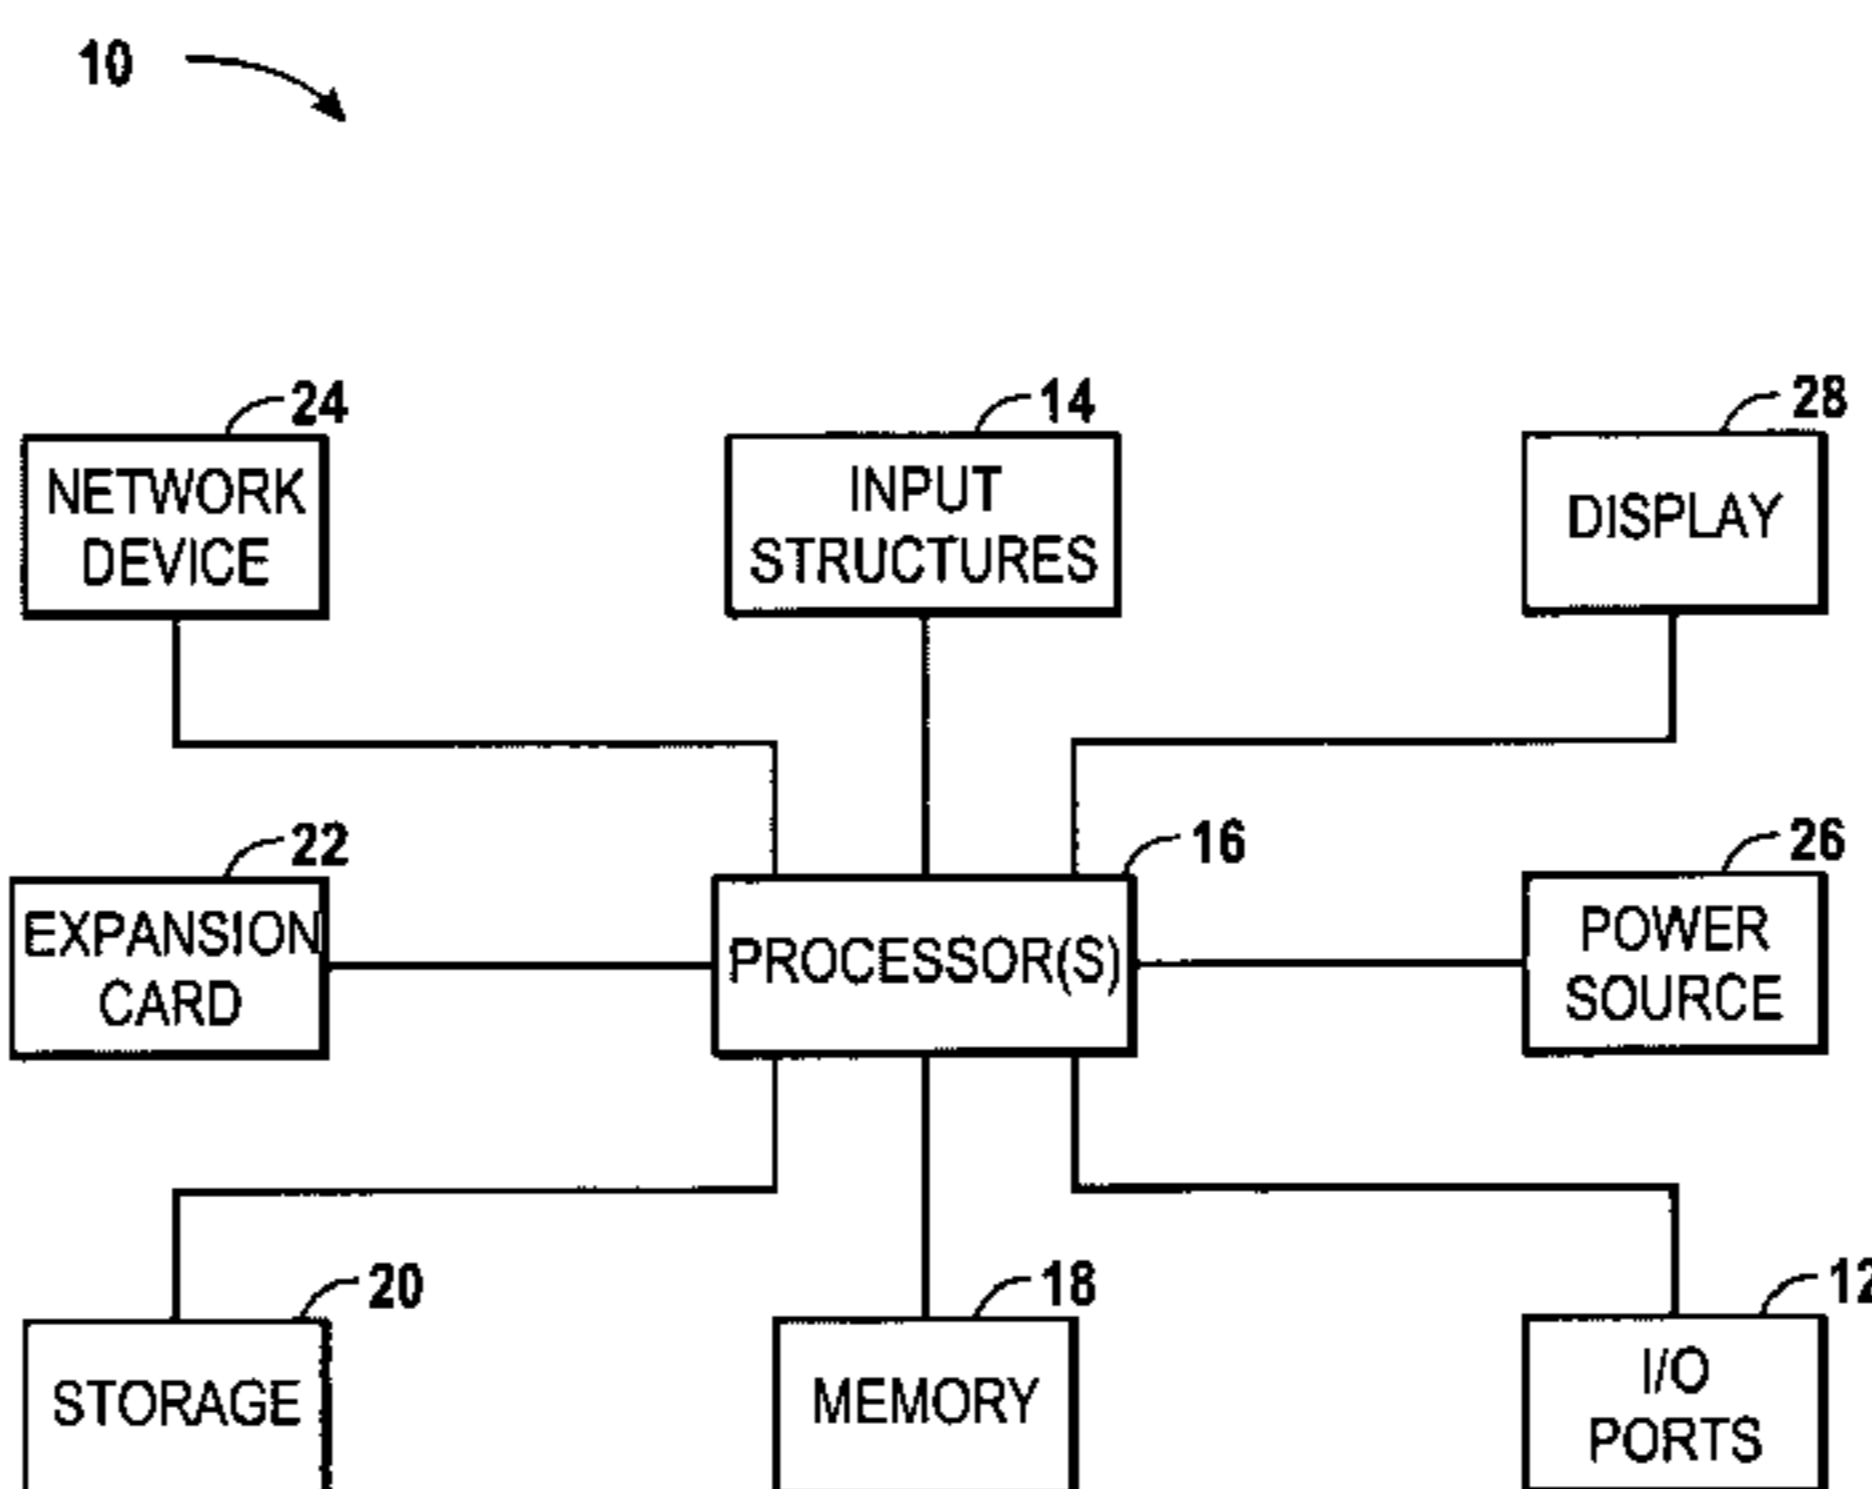 10
24
14
28
NETWORK
DEVICE
INPUT
STRUCTURES
DISPLAY
22
16
26
EXPANSION
CARD
PROCESSOR(S)
POWER
SOURCE
20
18
12
STORAGE
MEMORY
I/O
PORTS